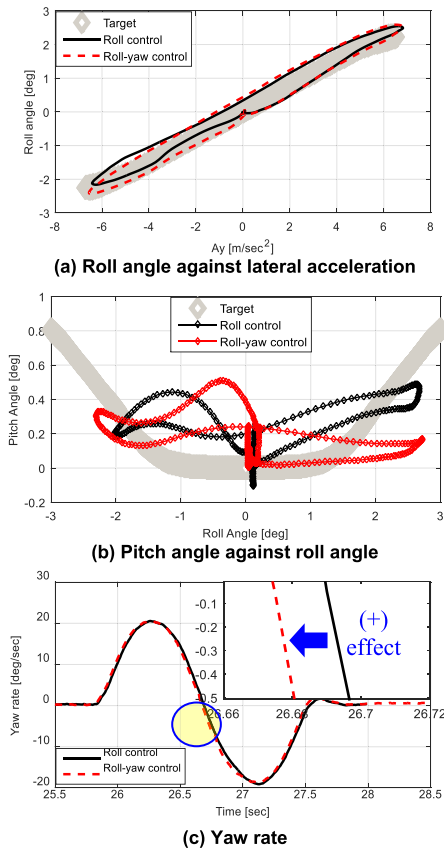 3
2
1
0
-1
-2
-3
Roll angle [deg]
Target
Roll control
Roll-yaw control
-8 -6 -4 -2 0 2 4 6 8
Ay [m/sec2]
(a) Roll angle against lateral acceleration
1
0.8
0.6
0.4
0.2
0
-0.2
Pitch Angle [deg]
Target
Roll control
Roll-yaw control
-3 -2 -1 0 1 2 3
Roll Angle [deg]
(b) Pitch angle against roll angle
30
20
10
0
-10
-20
Yaw rate [deg/sec]
-0.1
-0.2
-0.3
-0.4
-0.5
(+)
effect
26.66 26.68 26.7 26.72
Roll control
Roll-yaw control
25.5 26 26.5 27 27.5 28 28.5
Time [sec]
(c) Yaw rate